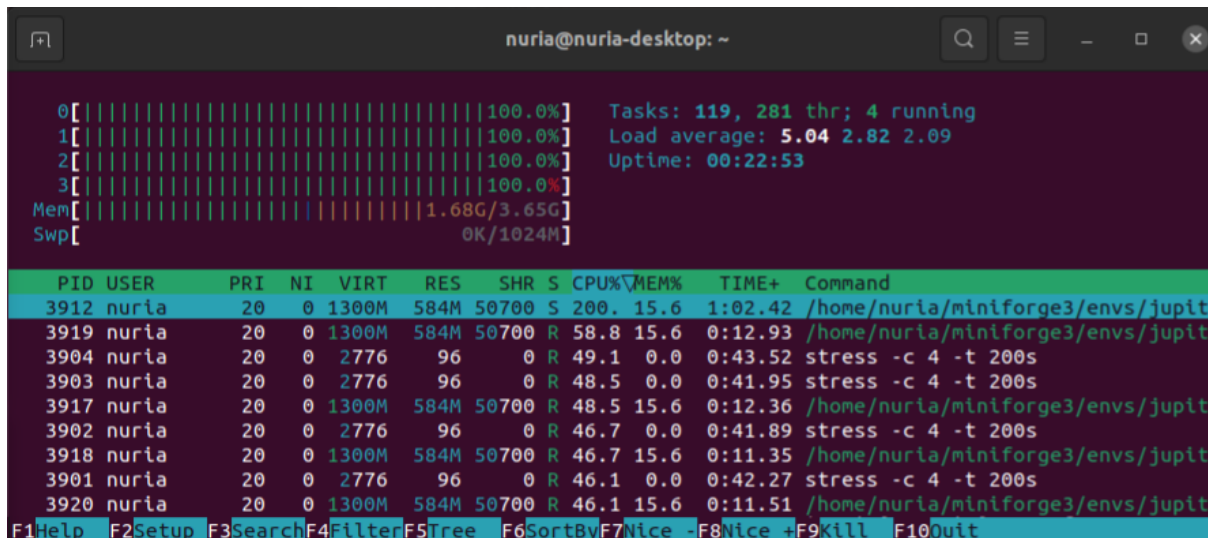 nuria@nuria-desktop: ~
0[||||||||||||||||||||||||||||||||||100.0%] Tasks: 119, 281 thr; 4 running
1[||||||||||||||||||||||||||||||||||100.0%] Load average: 5.04 2.82 2.09
2[||||||||||||||||||||||||||||||||||100.0%] Uptime: 00:22:53
3[||||||||||||||||||||||||||||||||||100.0%]
Mem[|||||||||||||||||||||||||||||1.68G/3.65G]
Swp[ 0K/1024M]
PID USER PRI NI VIRT RES SHR S CPU%▽MEM% TIME+ Command
3912 nuria 20 0 1300M 584M 50700 S 200. 15.6 1:02.42 /home/nuria/miniforge3/envs/jupit
3919 nuria 20 0 1300M 584M 50700 R 58.8 15.6 0:12.93 /home/nuria/miniforge3/envs/jupit
3904 nuria 20 0 2776 96 0 R 49.1 0.0 0:43.52 stress -c 4 -t 200s
3903 nuria 20 0 2776 96 0 R 48.5 0.0 0:41.95 stress -c 4 -t 200s
3917 nuria 20 0 1300M 584M 50700 R 48.5 15.6 0:12.36 /home/nuria/miniforge3/envs/jupit
3902 nuria 20 0 2776 96 0 R 46.7 0.0 0:41.89 stress -c 4 -t 200s
3918 nuria 20 0 1300M 584M 50700 R 46.7 15.6 0:11.35 /home/nuria/miniforge3/envs/jupit
3901 nuria 20 0 2776 96 0 R 46.1 0.0 0:42.27 stress -c 4 -t 200s
3920 nuria 20 0 1300M 584M 50700 R 46.1 15.6 0:11.51 /home/nuria/miniforge3/envs/jupit
F1Help F2Setup F3SearchF4FilterF5Tree F6SortByF7Nice -F8Nice +F9Kill F10Quit